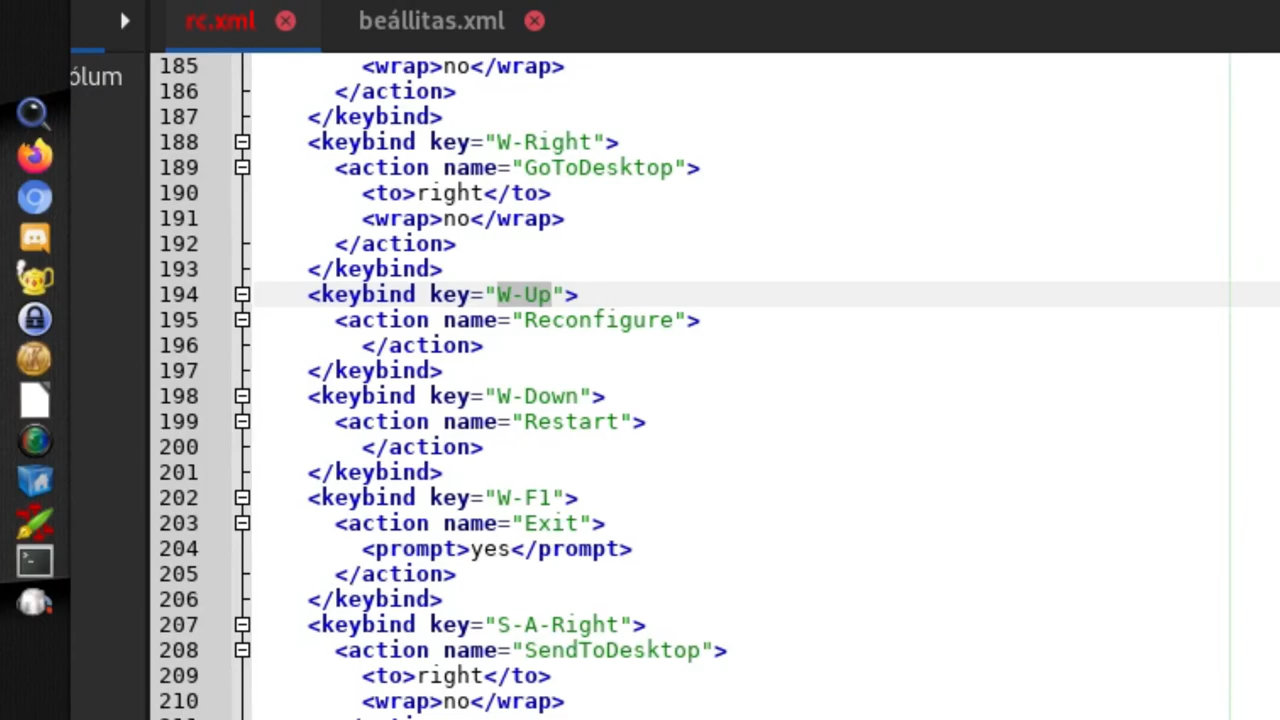 rc.xml
beállitas.xml
ólum
185 <wrap>no</wrap>
186 </action>
187 </keybind>
188 <keybind key="W-Right">
189 <action name="GoToDesktop">
190 <to>right</to>
191 <wrap>no</wrap>
192 </action>
193 </keybind>
194 <keybind key="W-Up">
195 <action name="Reconfigure">
196 </action>
197 </keybind>
198 <keybind key="W-Down">
199 <action name="Restart">
200 </action>
201 </keybind>
202 <keybind key="W-F1">
203 <action name="Exit">
204 <prompt>yes</prompt>
205 </action>
206 </keybind>
207 <keybind key="S-A-Right">
208 <action name="SendToDesktop">
209 <to>right</to>
210 <wrap>no</wrap>